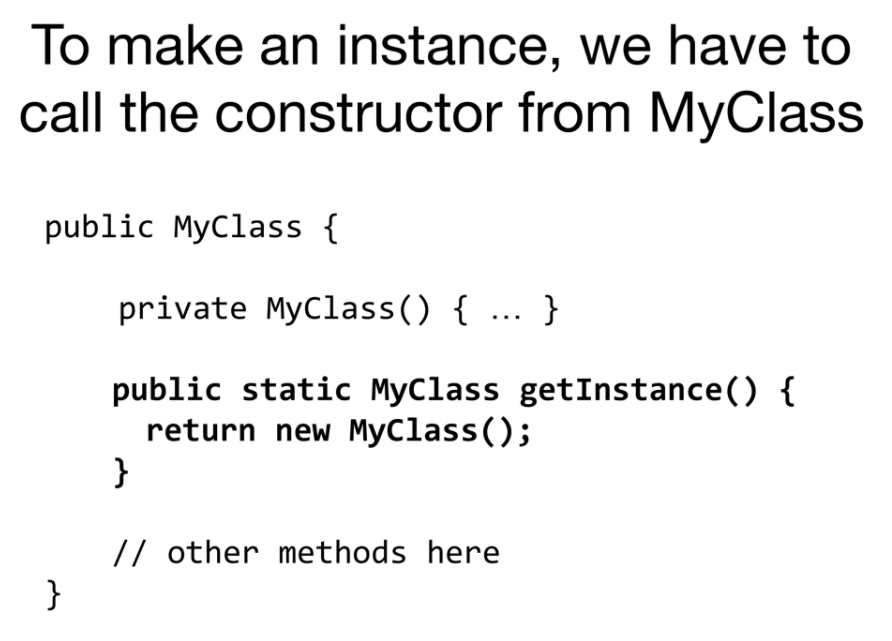 To make an instance, we have to
call the constructor from MyClass
public MyClass {
private MyClass() { … }
public static MyClass getInstance() {
return new MyClass();
}
// other methods here
}